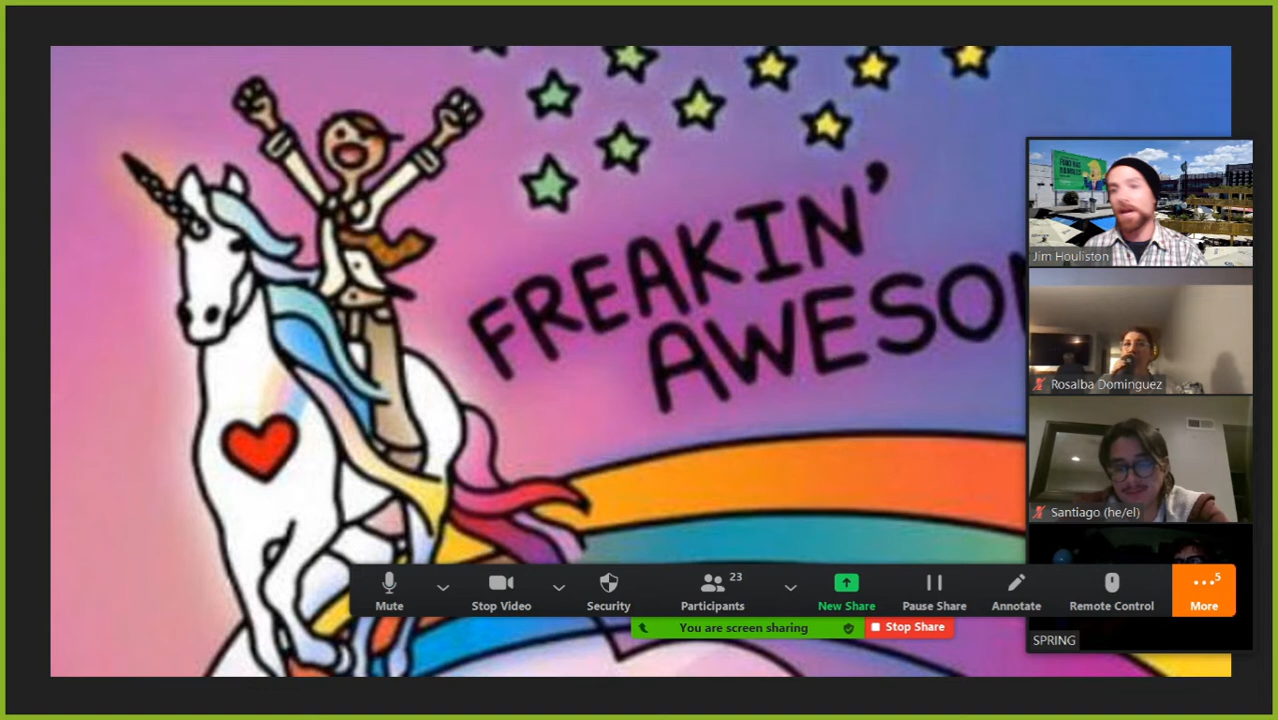 FREAKIN'
AWESO
Jim Houliston
Rosalba Dominguez
Santiago (he/el)
23
5
Mute
Stop Video
Security
Participants
New Share
Pause Share
Annotate
Remote Control
More
You are screen sharing
Stop Share
SPRING